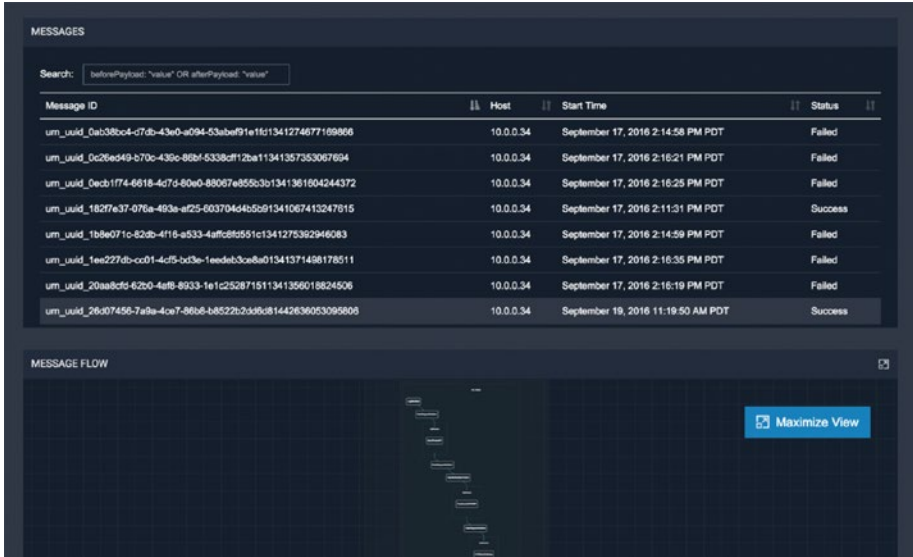 MESSAGES
Search: beforePayload: "value" OR afterPayload: "value"
Message ID Host Start Time Status
urn_uuid_0ab38bc4-d7db-43e0-a094-53abef91e1fd1341274677169866 10.0.0.34 September 17, 2016 2:14:58 PM PDT Failed
urn_uuid_0c26ed49-b70c-439c-86bf-5338cff12ba11341357353067694 10.0.0.34 September 17, 2016 2:16:21 PM PDT Failed
urn_uuid_0ecb1f74-6618-4d7d-80e0-88067e855b3b1341361604244372 10.0.0.34 September 17, 2016 2:16:25 PM PDT Failed
urn_uuid_182f7e37-076a-493a-af25-603704d4b5b91341067413247615 10.0.0.34 September 17, 2016 2:11:31 PM PDT Success
urn_uuid_1b8e071c-82db-4f16-a533-4affc8fd551c1341275392946083 10.0.0.34 September 17, 2016 2:14:59 PM PDT Failed
urn_uuid_1ee227db-cc01-4cf5-bd3e-1eedeb3ce8a01341371498178511 10.0.0.34 September 17, 2016 2:16:35 PM PDT Failed
urn_uuid_20aa8cfd-62b0-4af8-8933-1e1c252871511341356018824506 10.0.0.34 September 17, 2016 2:16:19 PM PDT Failed
urn_uuid_26d07456-7a9a-4ce7-86b6-b8522b2dd6d81442636053095806 10.0.0.34 September 19, 2016 11:19:50 AM PDT Success
MESSAGE FLOW
Maximize View